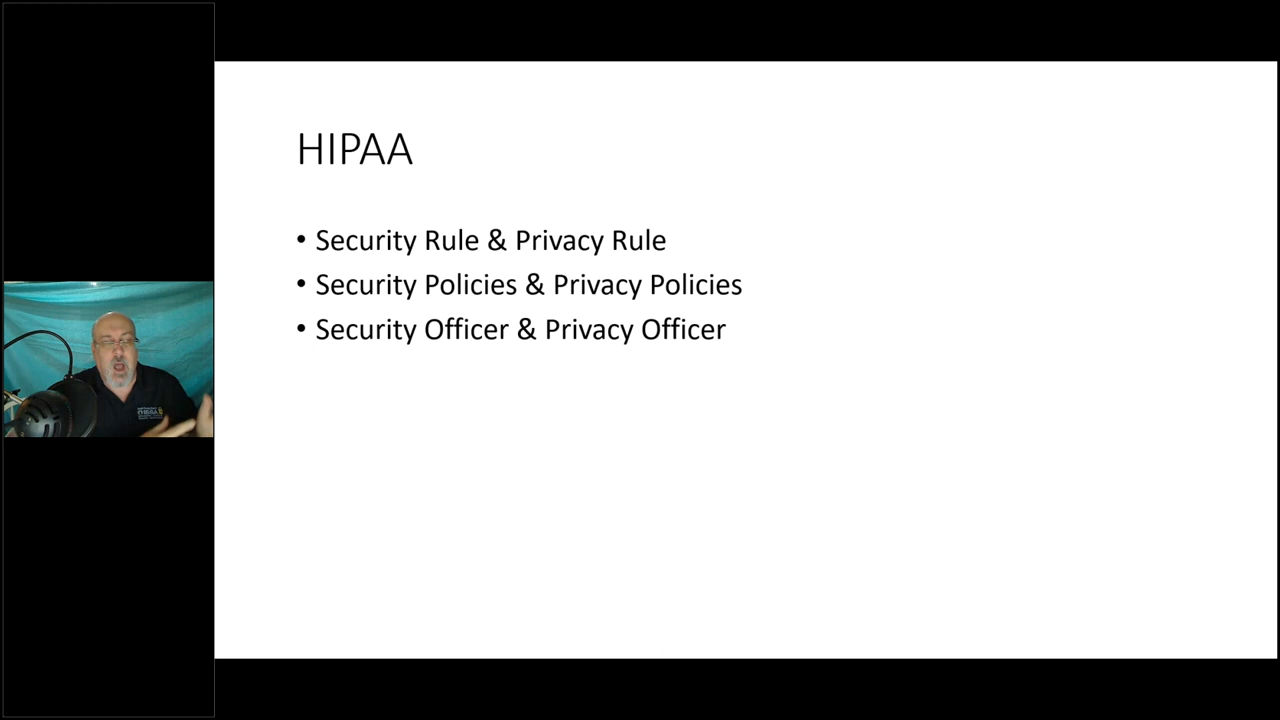 HIPAA
• Security Rule & Privacy Rule
• Security Policies & Privacy Policies
• Security Officer & Privacy Officer